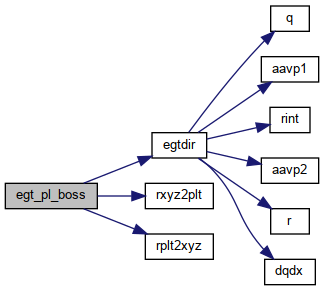 egt_pl_boss
egtdir
rxyz2plt
rplt2xyz
q
aavp1
rint
aavp2
r
dqdx